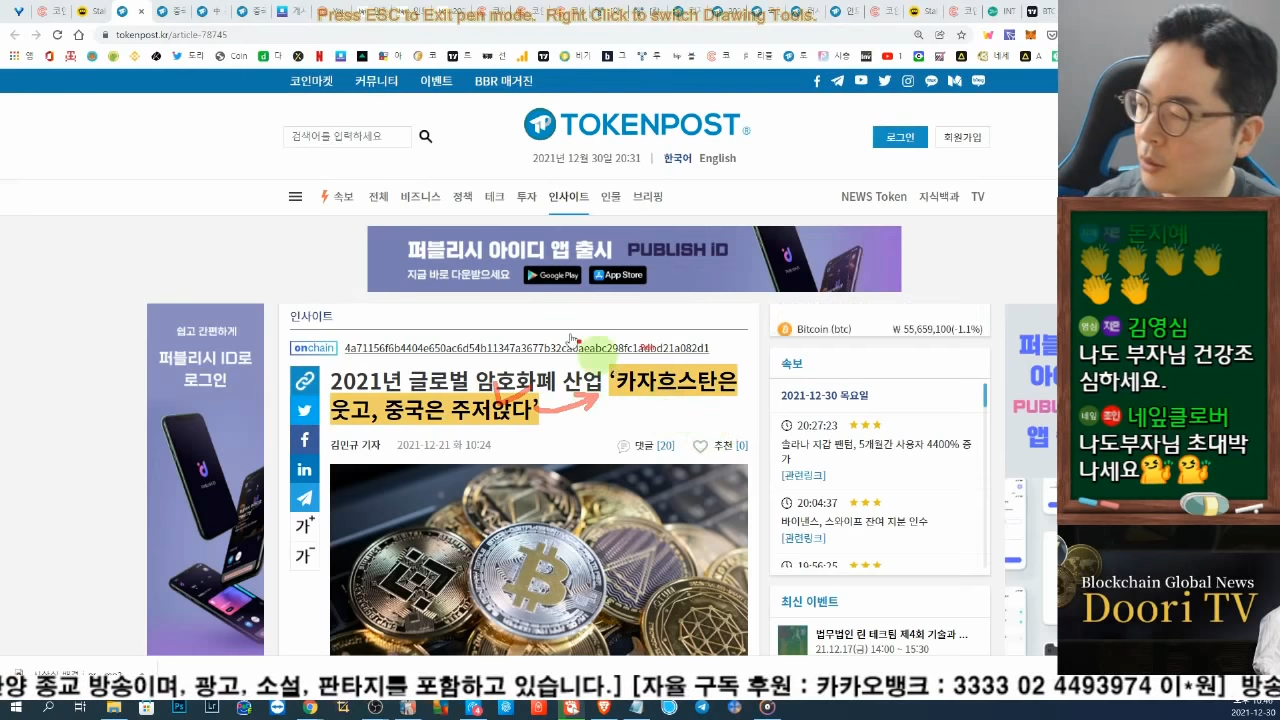 Press ESC to Exit pen mode. Right Click to switch Drawing Tools.
tokenpost.kr/article-78745
코인마켓 커뮤니티 이벤트 BBR 매거진
검색어를 입력하세요
TOKENPOST
로그인 회원가입
2021년 12월 30일 20:31 | 한국어 English
속보 전체 비즈니스 정책 테크 투자 인사이트 인물 브리핑
NEWS Token 지식백과 TV
퍼블리시 아이디 앱 출시 PUBLISH iD
지금 바로 다운받으세요 Google Play App Store
쉽고 간편하게
퍼블리시 ID로
로그인
인사이트
onchain
2021년 글로벌 암호화폐 산업 ‘카자흐스탄은
웃고, 중국은 주저앉다’
김민규 기자 2021-12-21 화 10:24
댓글 [20] 추천 [0]
가+
가-
Bitcoin (btc) ₩ 55,659,100(-1.1%)
속보
2021-12-30 목요일
20:27:23 ★★★
솔라나 지갑 팬텀, 5개월간 사용자 4400% 증
가
[관련링크]
20:04:37 ★★★
바이낸스, 스와이프 잔여 지분 인수
[관련링크]
19:56:25 ★★★
최신 이벤트
법무법인 린 테크팀 제4회 기술과 ...
21.12.17(금) 14:00 ~ 15:30
돈지혜
김영심
나도 부자님 건강조
심하세요.
네잎클로버
나도부자님 초대박
나세요
Blockchain Global News
Doori TV
양 종교 방송이며, 광고, 소설, 판타지를 포함하고 있습니다.] [자율 구독 후원 : 카카오뱅크 : 3333 02 4493974 이*원] 방송
2021-12-30